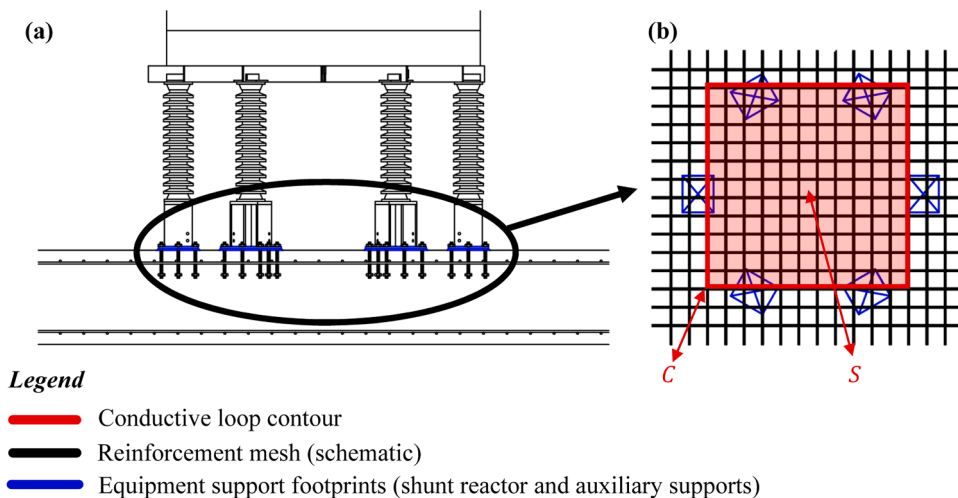 (a)
(b)
C
S
Legend
Conductive loop contour
Reinforcement mesh (schematic)
Equipment support footprints (shunt reactor and auxiliary supports)